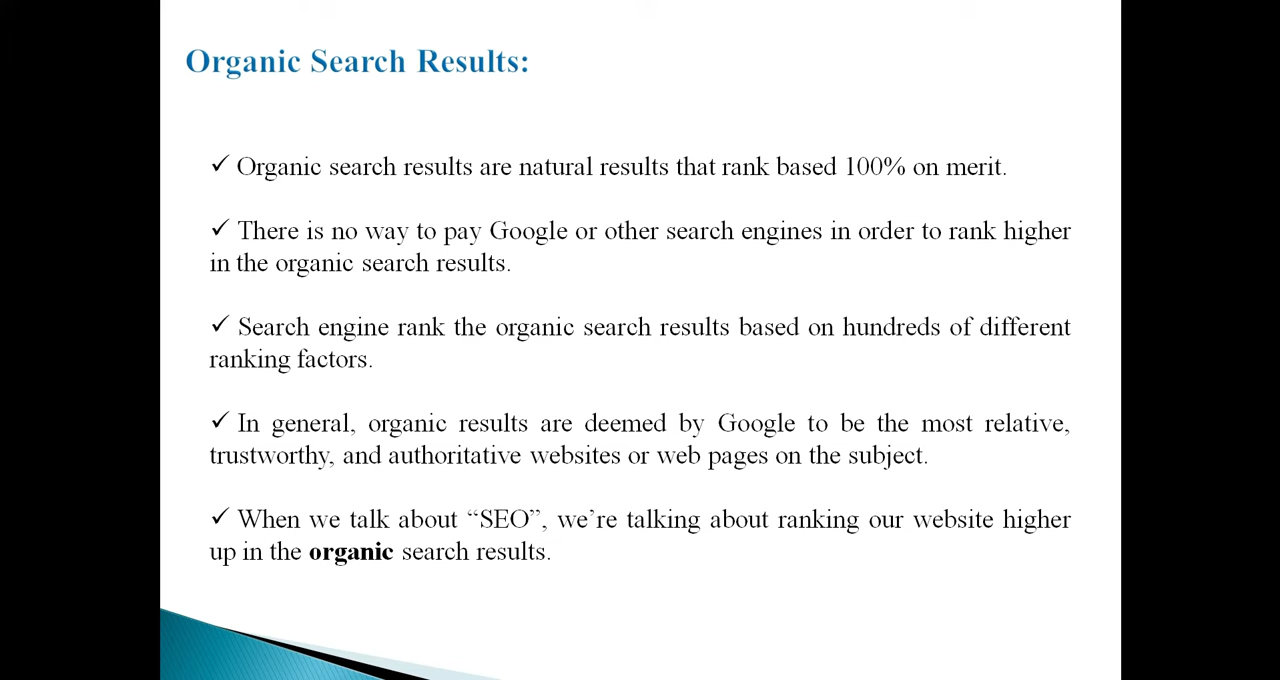 Organic Search Results:
✓ Organic search results are natural results that rank based 100% on merit.
✓ There is no way to pay Google or other search engines in order to rank higher
in the organic search results.
✓ Search engine rank the organic search results based on hundreds of different
ranking factors.
✓ In general, organic results are deemed by Google to be the most relative,
trustworthy, and authoritative websites or web pages on the subject.
✓ When we talk about “SEO”, we’re talking about ranking our website higher
up in the organic search results.